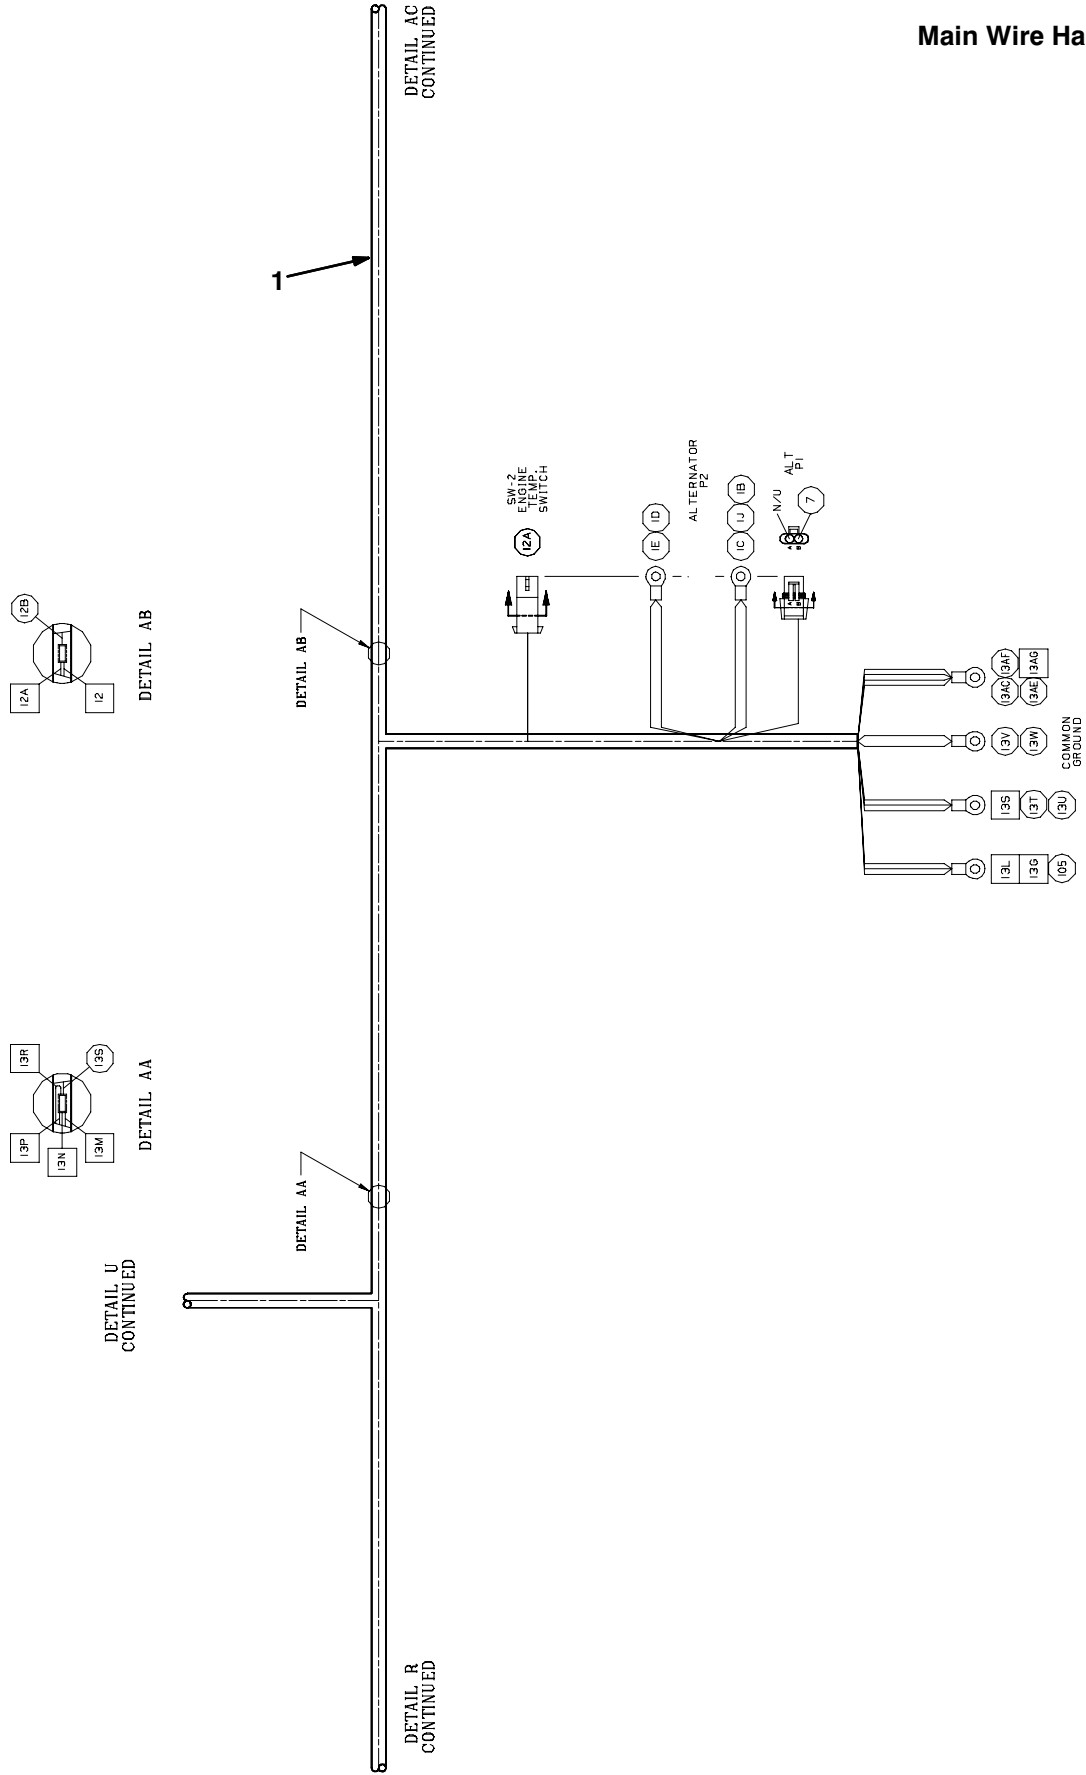 Main Wire Ha
DETAIL AC
CONTINUED
1
12B
12A
12
DETAIL AB
DETAIL AB
SW-2
ENGINE
TEMP.
SWITCH
12A
1E
1D
ALTERNATOR
P2
1C
1J
1B
ALT
P1
N/U
7
A
B
A
B
13AC
13AF
13AE
13AG
13V
13W
COMMON
GROUND
13S
13T
13U
13L
13G
105
13R
13S
13P
13N
13M
DETAIL AA
DETAIL AA
DETAIL U
CONTINUED
DETAIL R
CONTINUED